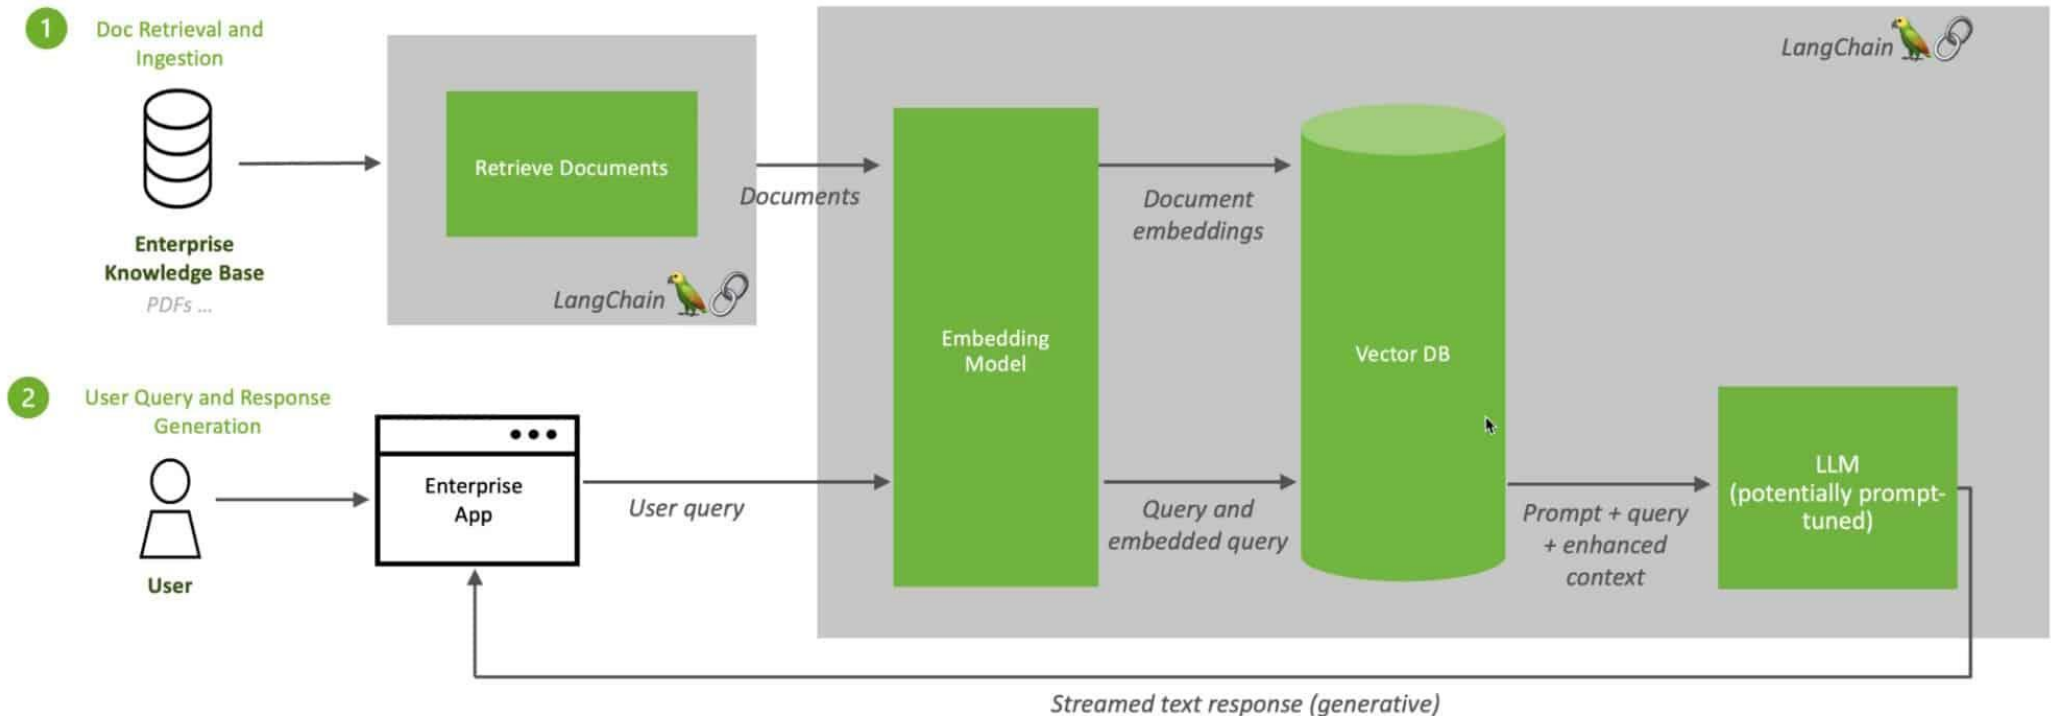 1
Doc Retrieval and
Ingestion
Enterprise
Knowledge Base
PDFs ...
Retrieve Documents
LangChain
Documents
LangChain
Embedding
Model
Document
embeddings
Vector DB
2
User Query and Response
Generation
User
Enterprise
App
User query
Query and
embedded query
Prompt + query
+ enhanced
context
LLM
(potentially prompt-
tuned)
Streamed text response (generative)